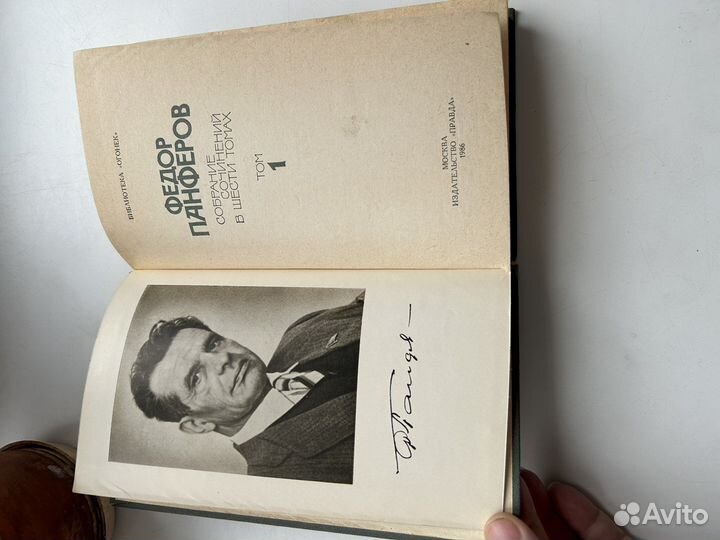 БИБЛИОТЕКА «ОГОНЕК»
ФЕДОР
ПАНФЕРОВ
СОБРАНИЕ
СОЧИНЕНИЙ
В ШЕСТИ ТОМАХ
ТОМ
1
МОСКВА
ИЗДАТЕЛЬСТВО «ПРАВДА»
1986
Avito